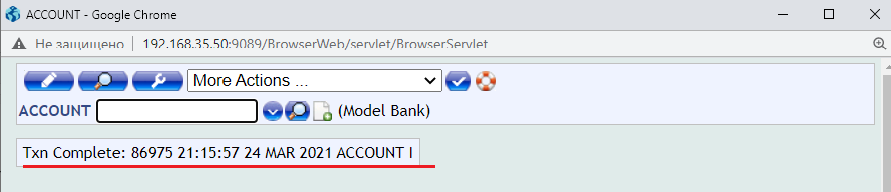 ACCOUNT - Google Chrome
Не защищено 192.168.35.50:9089/BrowserWeb/servlet/BrowserServlet
More Actions ...
ACCOUNT (Model Bank)
Txn Complete: 86975 21:15:57 24 MAR 2021 ACCOUNT I